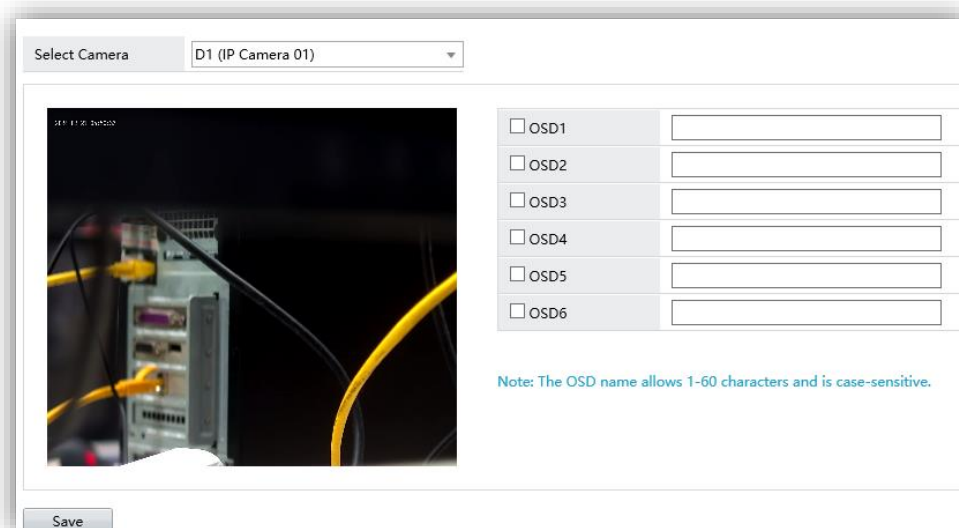 Select Camera
D1 (IP Camera 01)
OSD1
OSD2
OSD3
OSD4
OSD5
OSD6
Note: The OSD name allows 1-60 characters and is case-sensitive.
Save